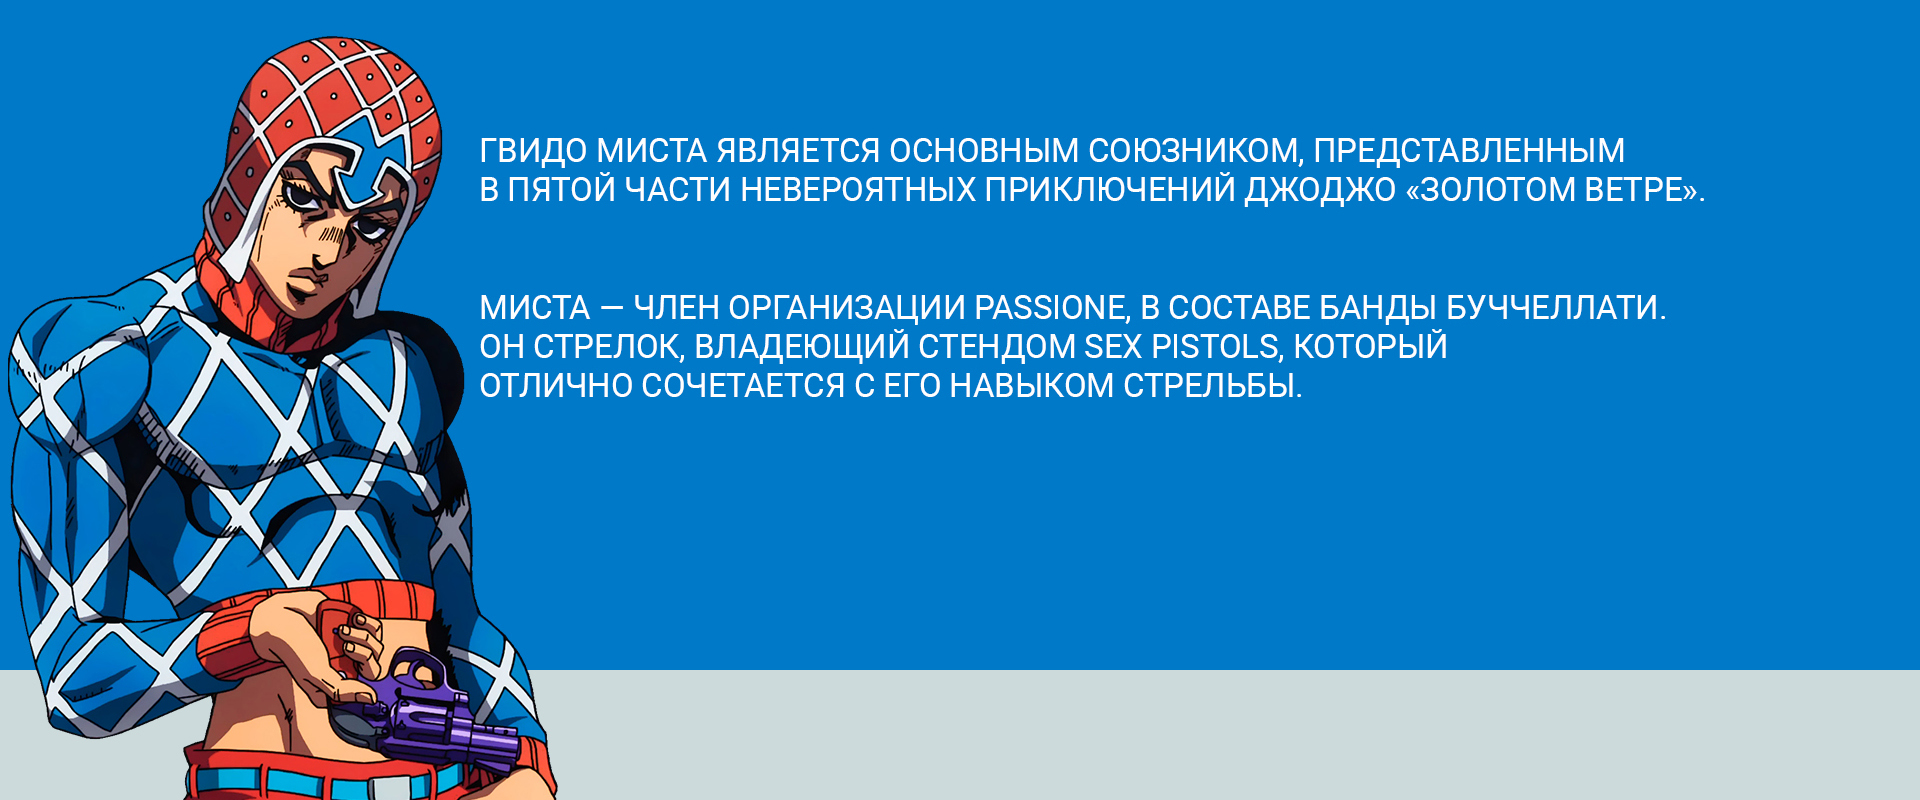 ГВИДО МИСТА ЯВЛЯЕТСЯ ОСНОВНЫМ СОЮЗНИКОМ, ПРЕДСТАВЛЕННЫМ
В ПЯТОЙ ЧАСТИ НЕВЕРОЯТНЫХ ПРИКЛЮЧЕНИЙ ДЖОДЖО «ЗОЛОТОМ ВЕТРЕ».
МИСТА — ЧЛЕН ОРГАНИЗАЦИИ PASSIONE, В СОСТАВЕ БАНДЫ БУЧЧЕЛЛАТИ.
ОН СТРЕЛОК, ВЛАДЕЮЩИЙ СТЕНДОМ SEX PISTOLS, КОТОРЫЙ
ОТЛИЧНО СОЧЕТАЕТСЯ С ЕГО НАВЫКОМ СТРЕЛЬБЫ.